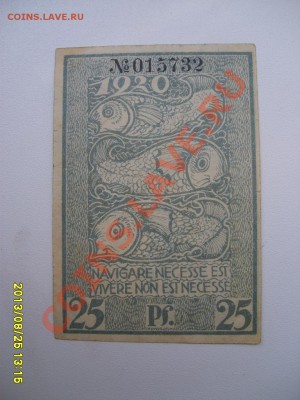 COINS.LAVE.RU
№015732
1920
COINS.LAVE.RU
NAVIGARE NECESSE EST
VIVERE NON EST NECESSE
25 Pf. 25
2013/08/25 13:15